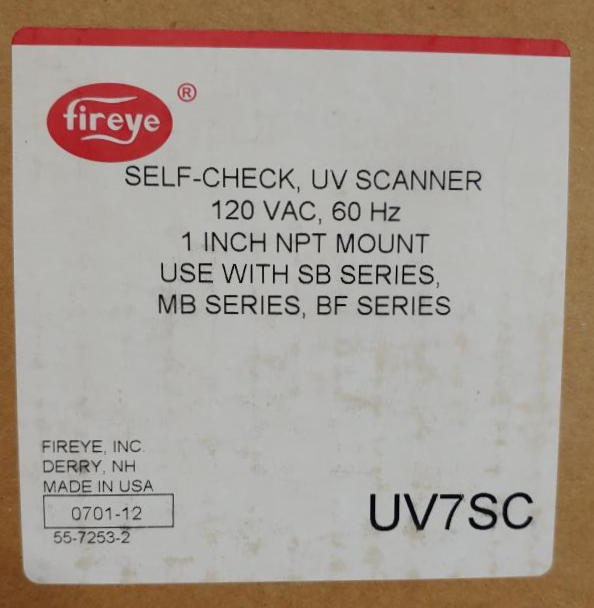 fireye®
SELF-CHECK, UV SCANNER
120 VAC, 60 Hz
1 INCH NPT MOUNT
USE WITH SB SERIES,
MB SERIES, BF SERIES
FIREYE, INC.
DERRY, NH
MADE IN USA
0701-12
55-7253-2
UV7SC